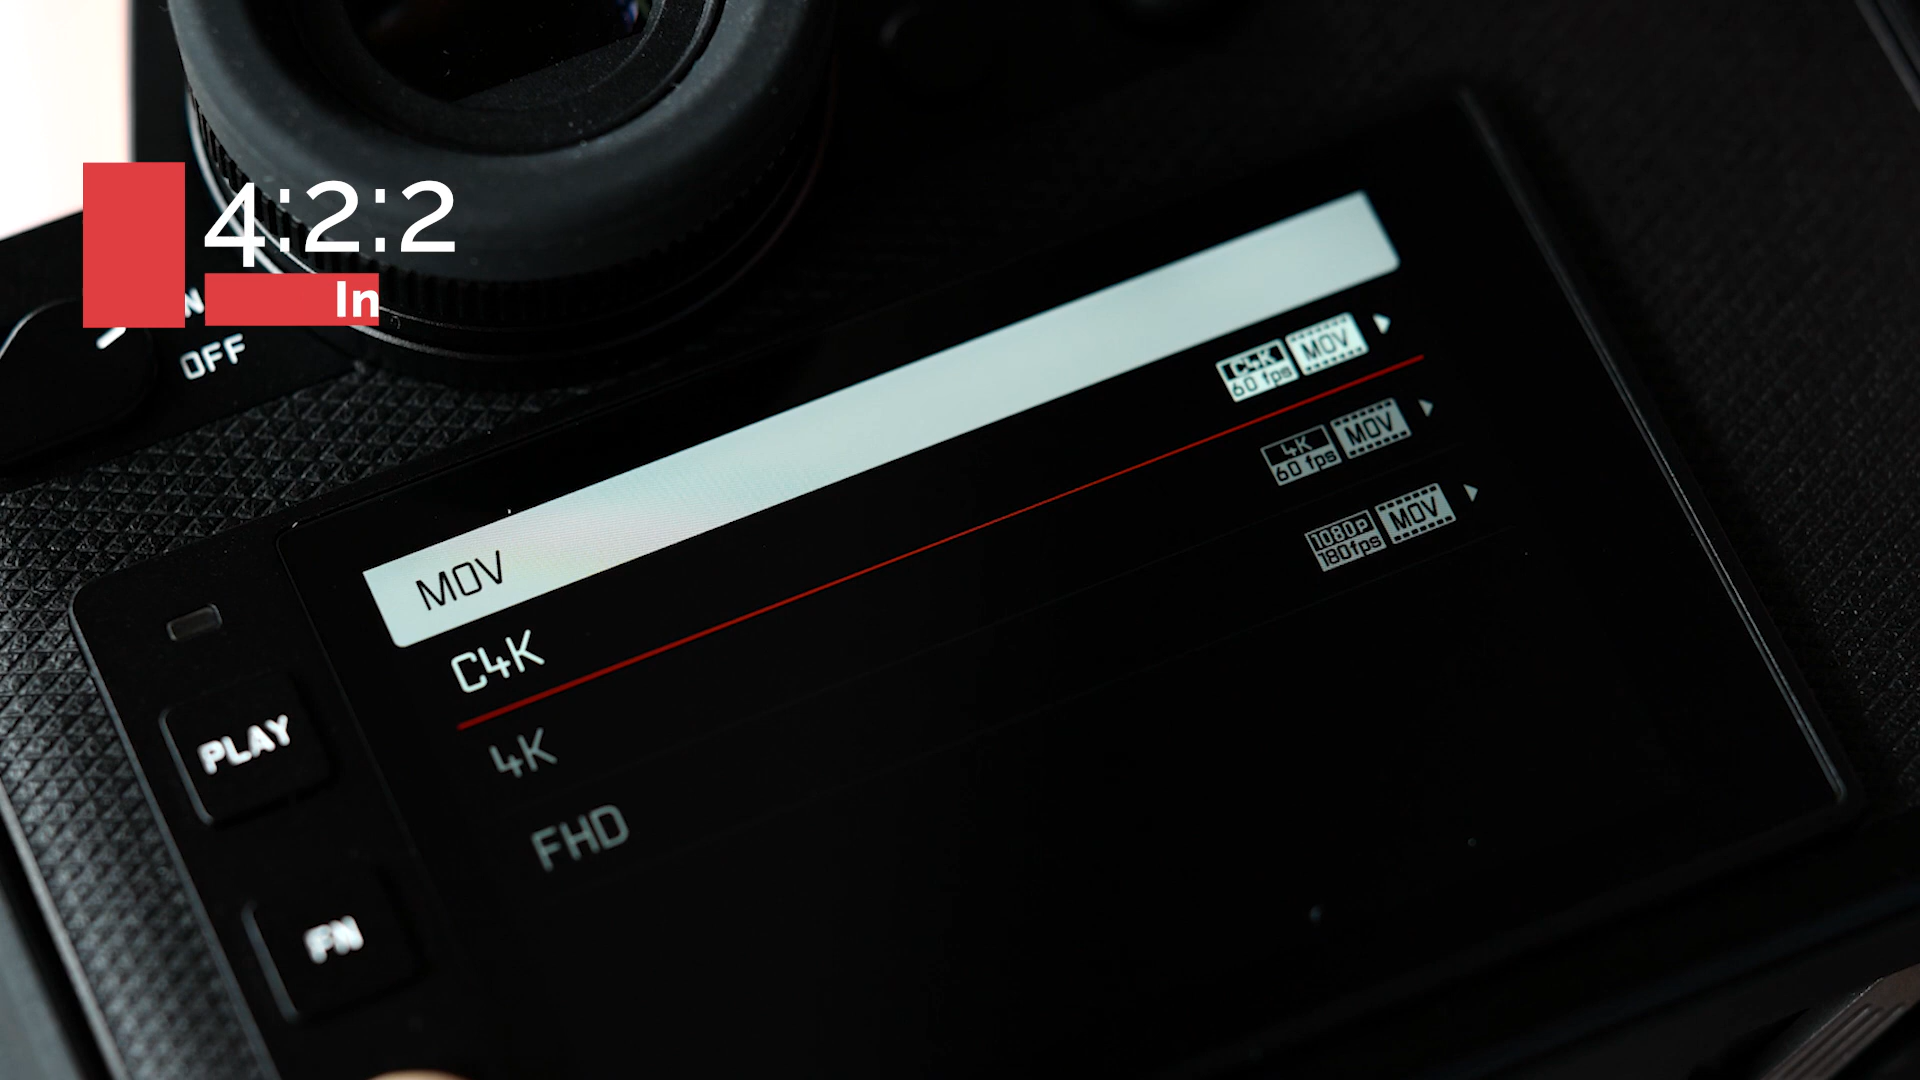 4:2:2
In
N
OFF
MOV
C4K C4K 60 fps MOV
4K 4K 60 fps MOV
FHD 1080p 180fps MOV
PLAY
FN